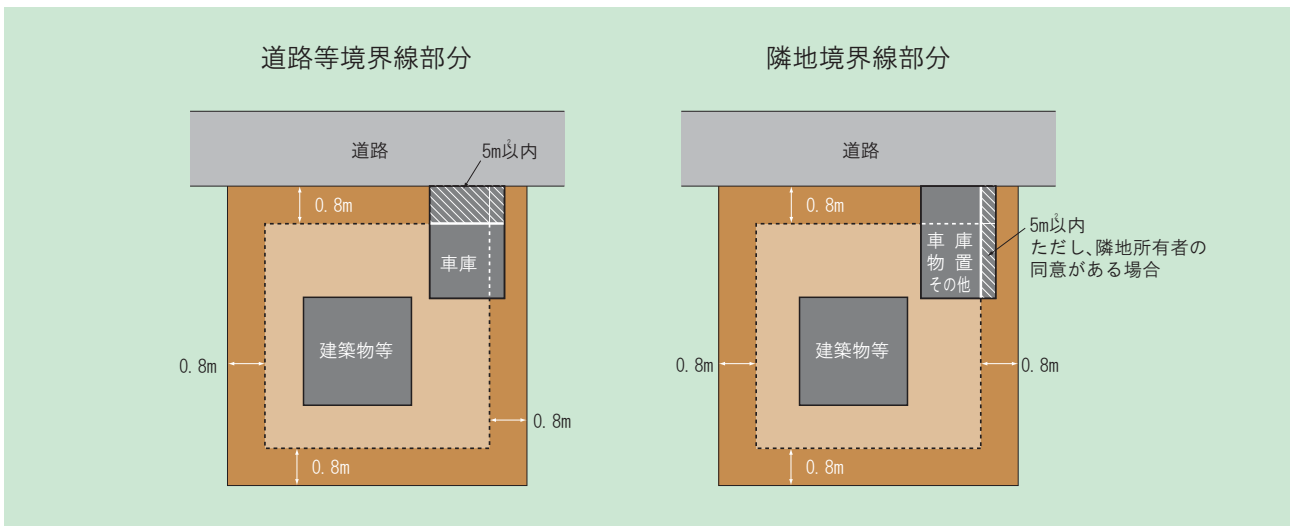 道路等境界線部分
道路
5㎡以内
0.8m
車庫
建築物等
0.8m
0.8m
0.8m
隣地境界線部分
道路
0.8m
車庫
物置
その他
5㎡以内
ただし、隣地所有者の
同意がある場合
建築物等
0.8m
0.8m
0.8m